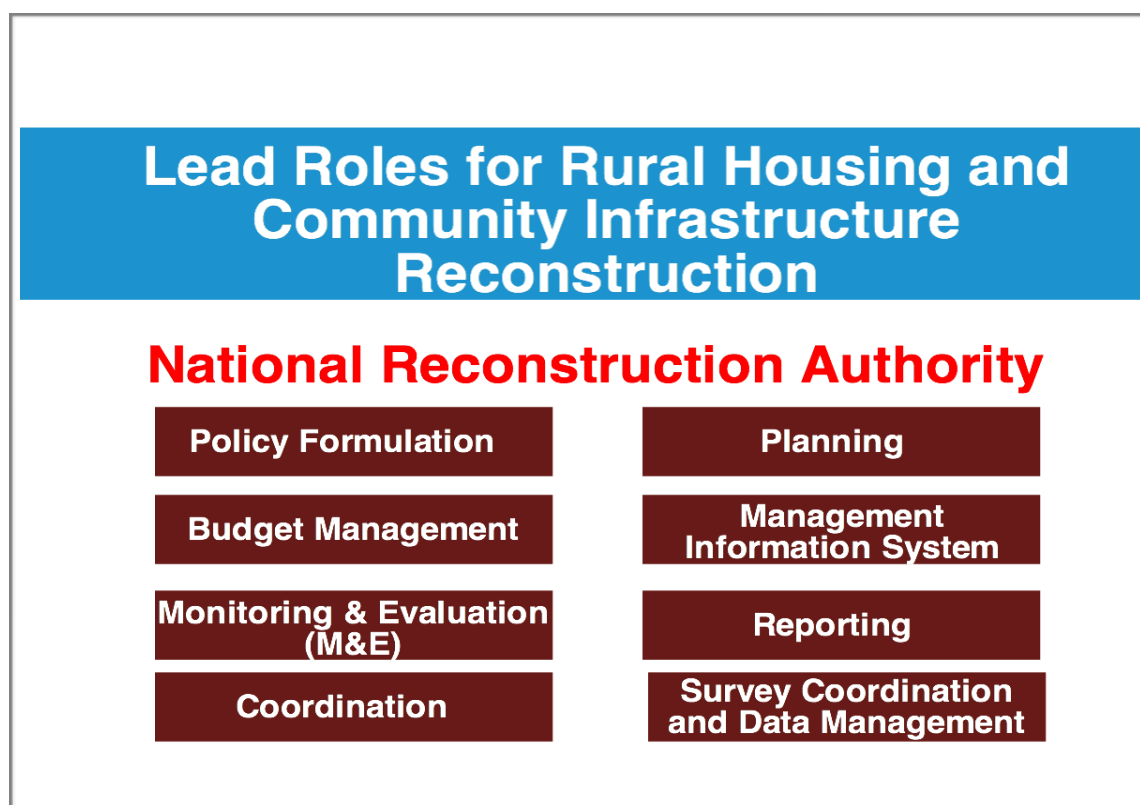 Lead Roles for Rural Housing and
Community Infrastructure
Reconstruction
National Reconstruction Authority
Policy Formulation
Planning
Budget Management
Management
Information System
Monitoring & Evaluation
(M&E)
Reporting
Coordination
Survey Coordination
and Data Management